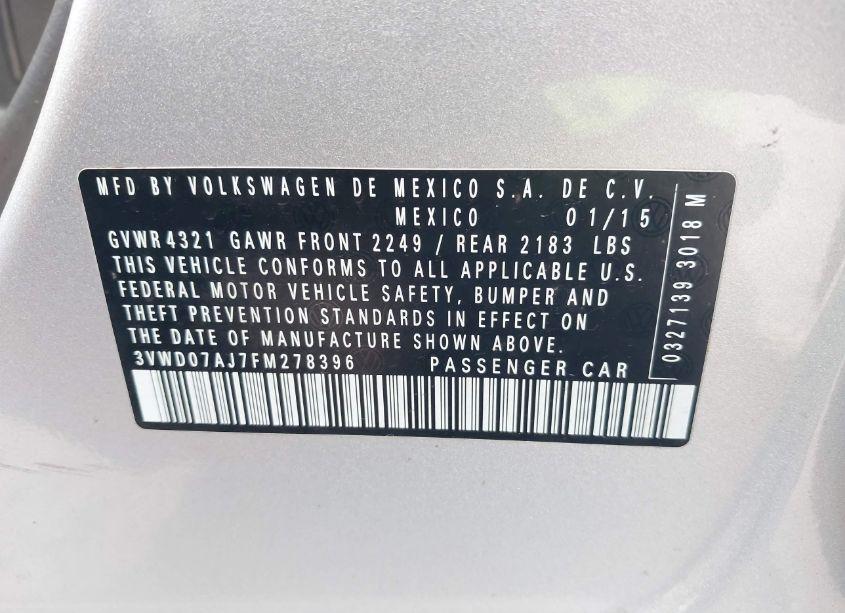 MFD BY VOLKSWAGEN DE MEXICO S.A. DE C.V.
MEXICO 01/15
GVWR 4321 GAWR FRONT 2249 / REAR 2183 LBS
THIS VEHICLE CONFORMS TO ALL APPLICABLE U.S.
FEDERAL MOTOR VEHICLE SAFETY, BUMPER AND
THEFT PREVENTION STANDARDS IN EFFECT ON
THE DATE OF MANUFACTURE SHOWN ABOVE.
3VWD07AJ7FM278396 PASSENGER CAR
0327139 3018 M